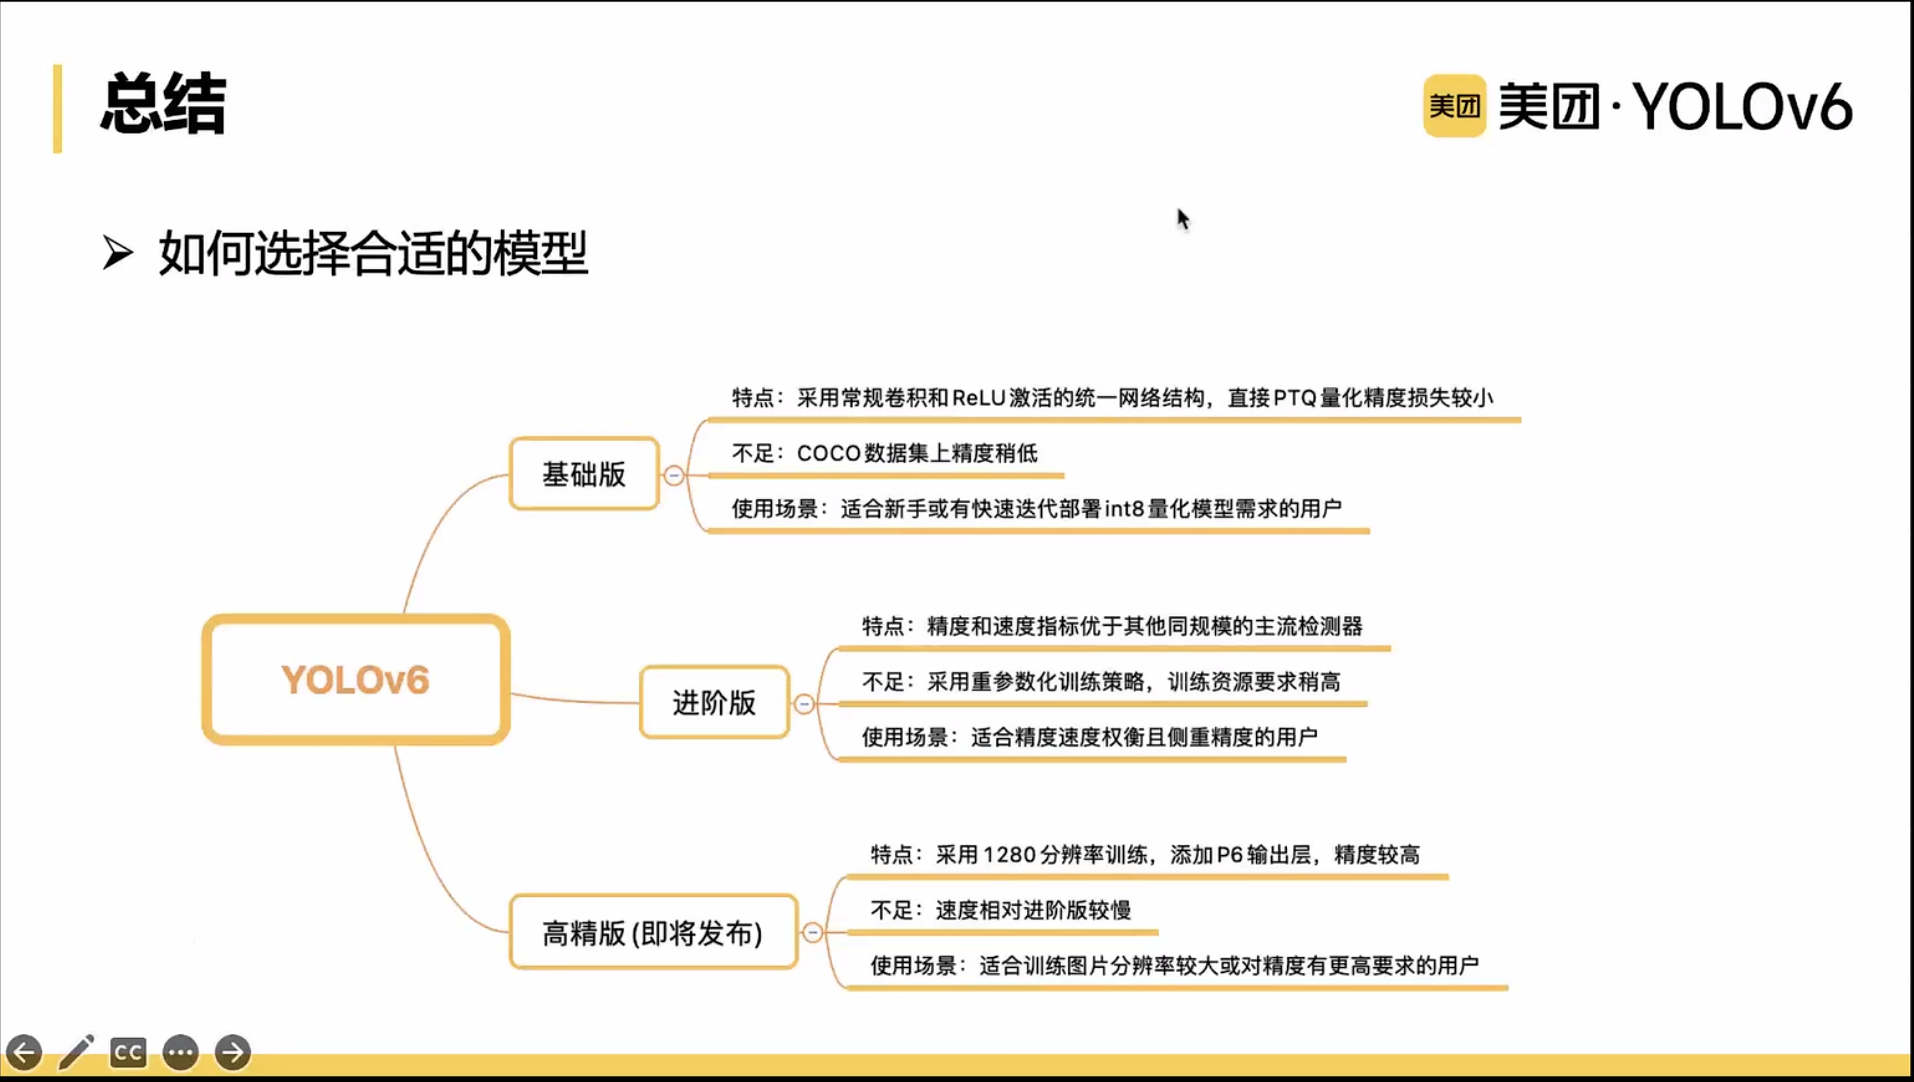 总结
美团 美团·YOLOv6
如何选择合适的模型
特点：采用常规卷积和ReLU激活的统一网络结构，直接PTQ量化精度损失较小
基础版
不足：COCO数据集上精度稍低
使用场景：适合新手或有快速迭代部署int8量化模型需求的用户
YOLOv6
特点：精度和速度指标优于其他同规模的主流检测器
进阶版
不足：采用重参数化训练策略，训练资源要求稍高
使用场景：适合精度速度权衡且侧重精度的用户
特点：采用1280分辨率训练，添加P6输出层，精度较高
高精版(即将发布)
不足：速度相对进阶版较慢
使用场景：适合训练图片分辨率较大或对精度有更高要求的用户
CC